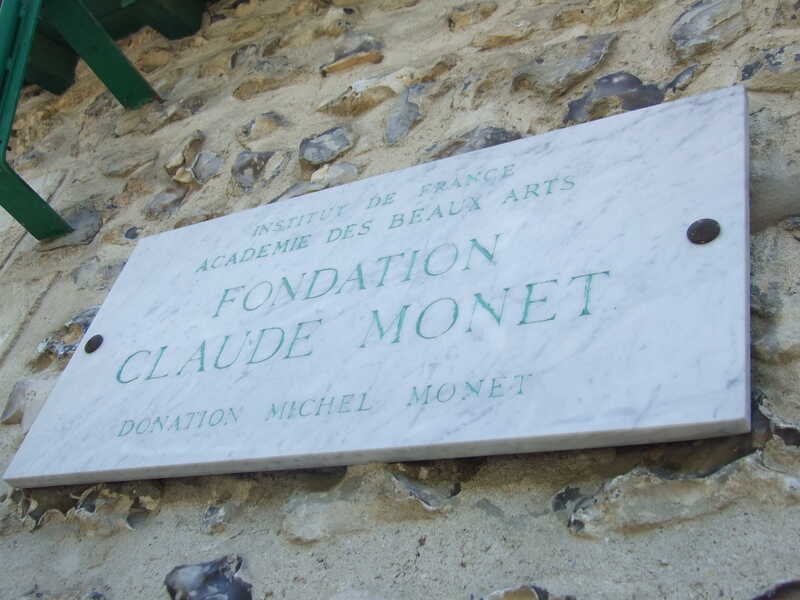 INSTITUT DE FRANCE
ACADEMIE DES BEAUX ARTS
FONDATION
CLAUDE MONET
DONATION MICHEL MONET